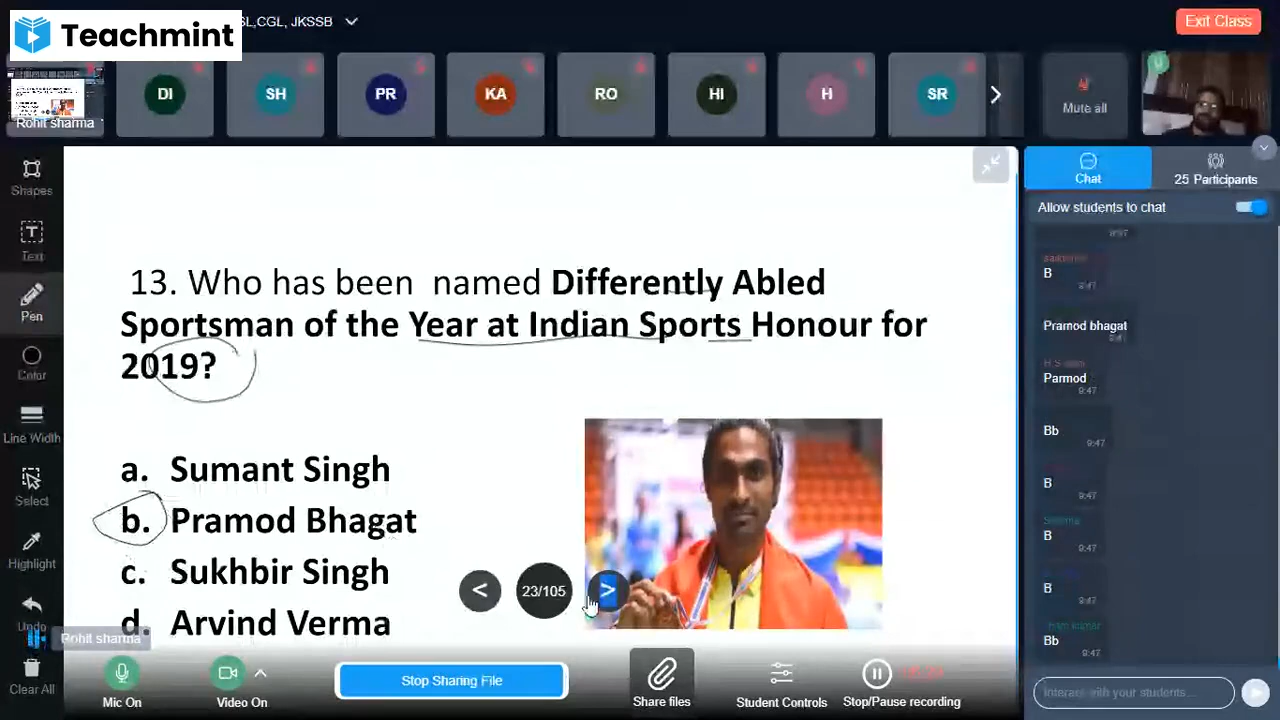 Teachmint
SL,CGL, JKSSB
Exit Class
DI
SH
PR
KA
RO
HI
H
SR
Mute all
Rohit sharma
Shapes
Text
Pen
Color
Line Width
Select
Highlight
Undo
Clear All
13. Who has been named Differently Abled
Sportsman of the Year at Indian Sports Honour for
2019?
a. Sumant Singh
b. Pramod Bhagat
c. Sukhbir Singh
d. Arvind Verma
< 23/105 >
Rohit sharma
Chat
25 Participants
Allow students to chat
B
9:47
Pramod bhagat
Parmod
9:47
Bb
9:47
B
9:47
B
9:47
B
9:47
Bb
9:47
Interact with your students...
Mic On
Video On
Stop Sharing File
Share files
Student Controls
Stop/Pause recording